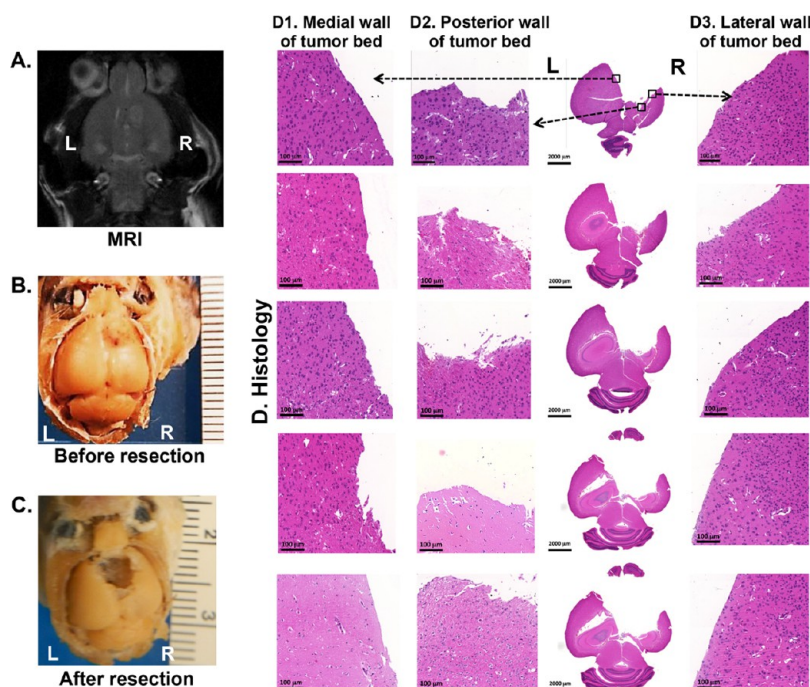 D1. Medial wall of tumor bed
D2. Posterior wall of tumor bed
D3. Lateral wall of tumor bed
A.
L
R
MRI
B.
L
R
Before resection
C.
2
3
L
R
After resection
D. Histology
L
R
100 µm
100 µm
2000 µm
100 µm
100 µm
100 µm
2000 µm
100 µm
100 µm
100 µm
2000 µm
100 µm
100 µm
100 µm
2000 µm
100 µm
100 µm
100 µm
2000 µm
100 µm